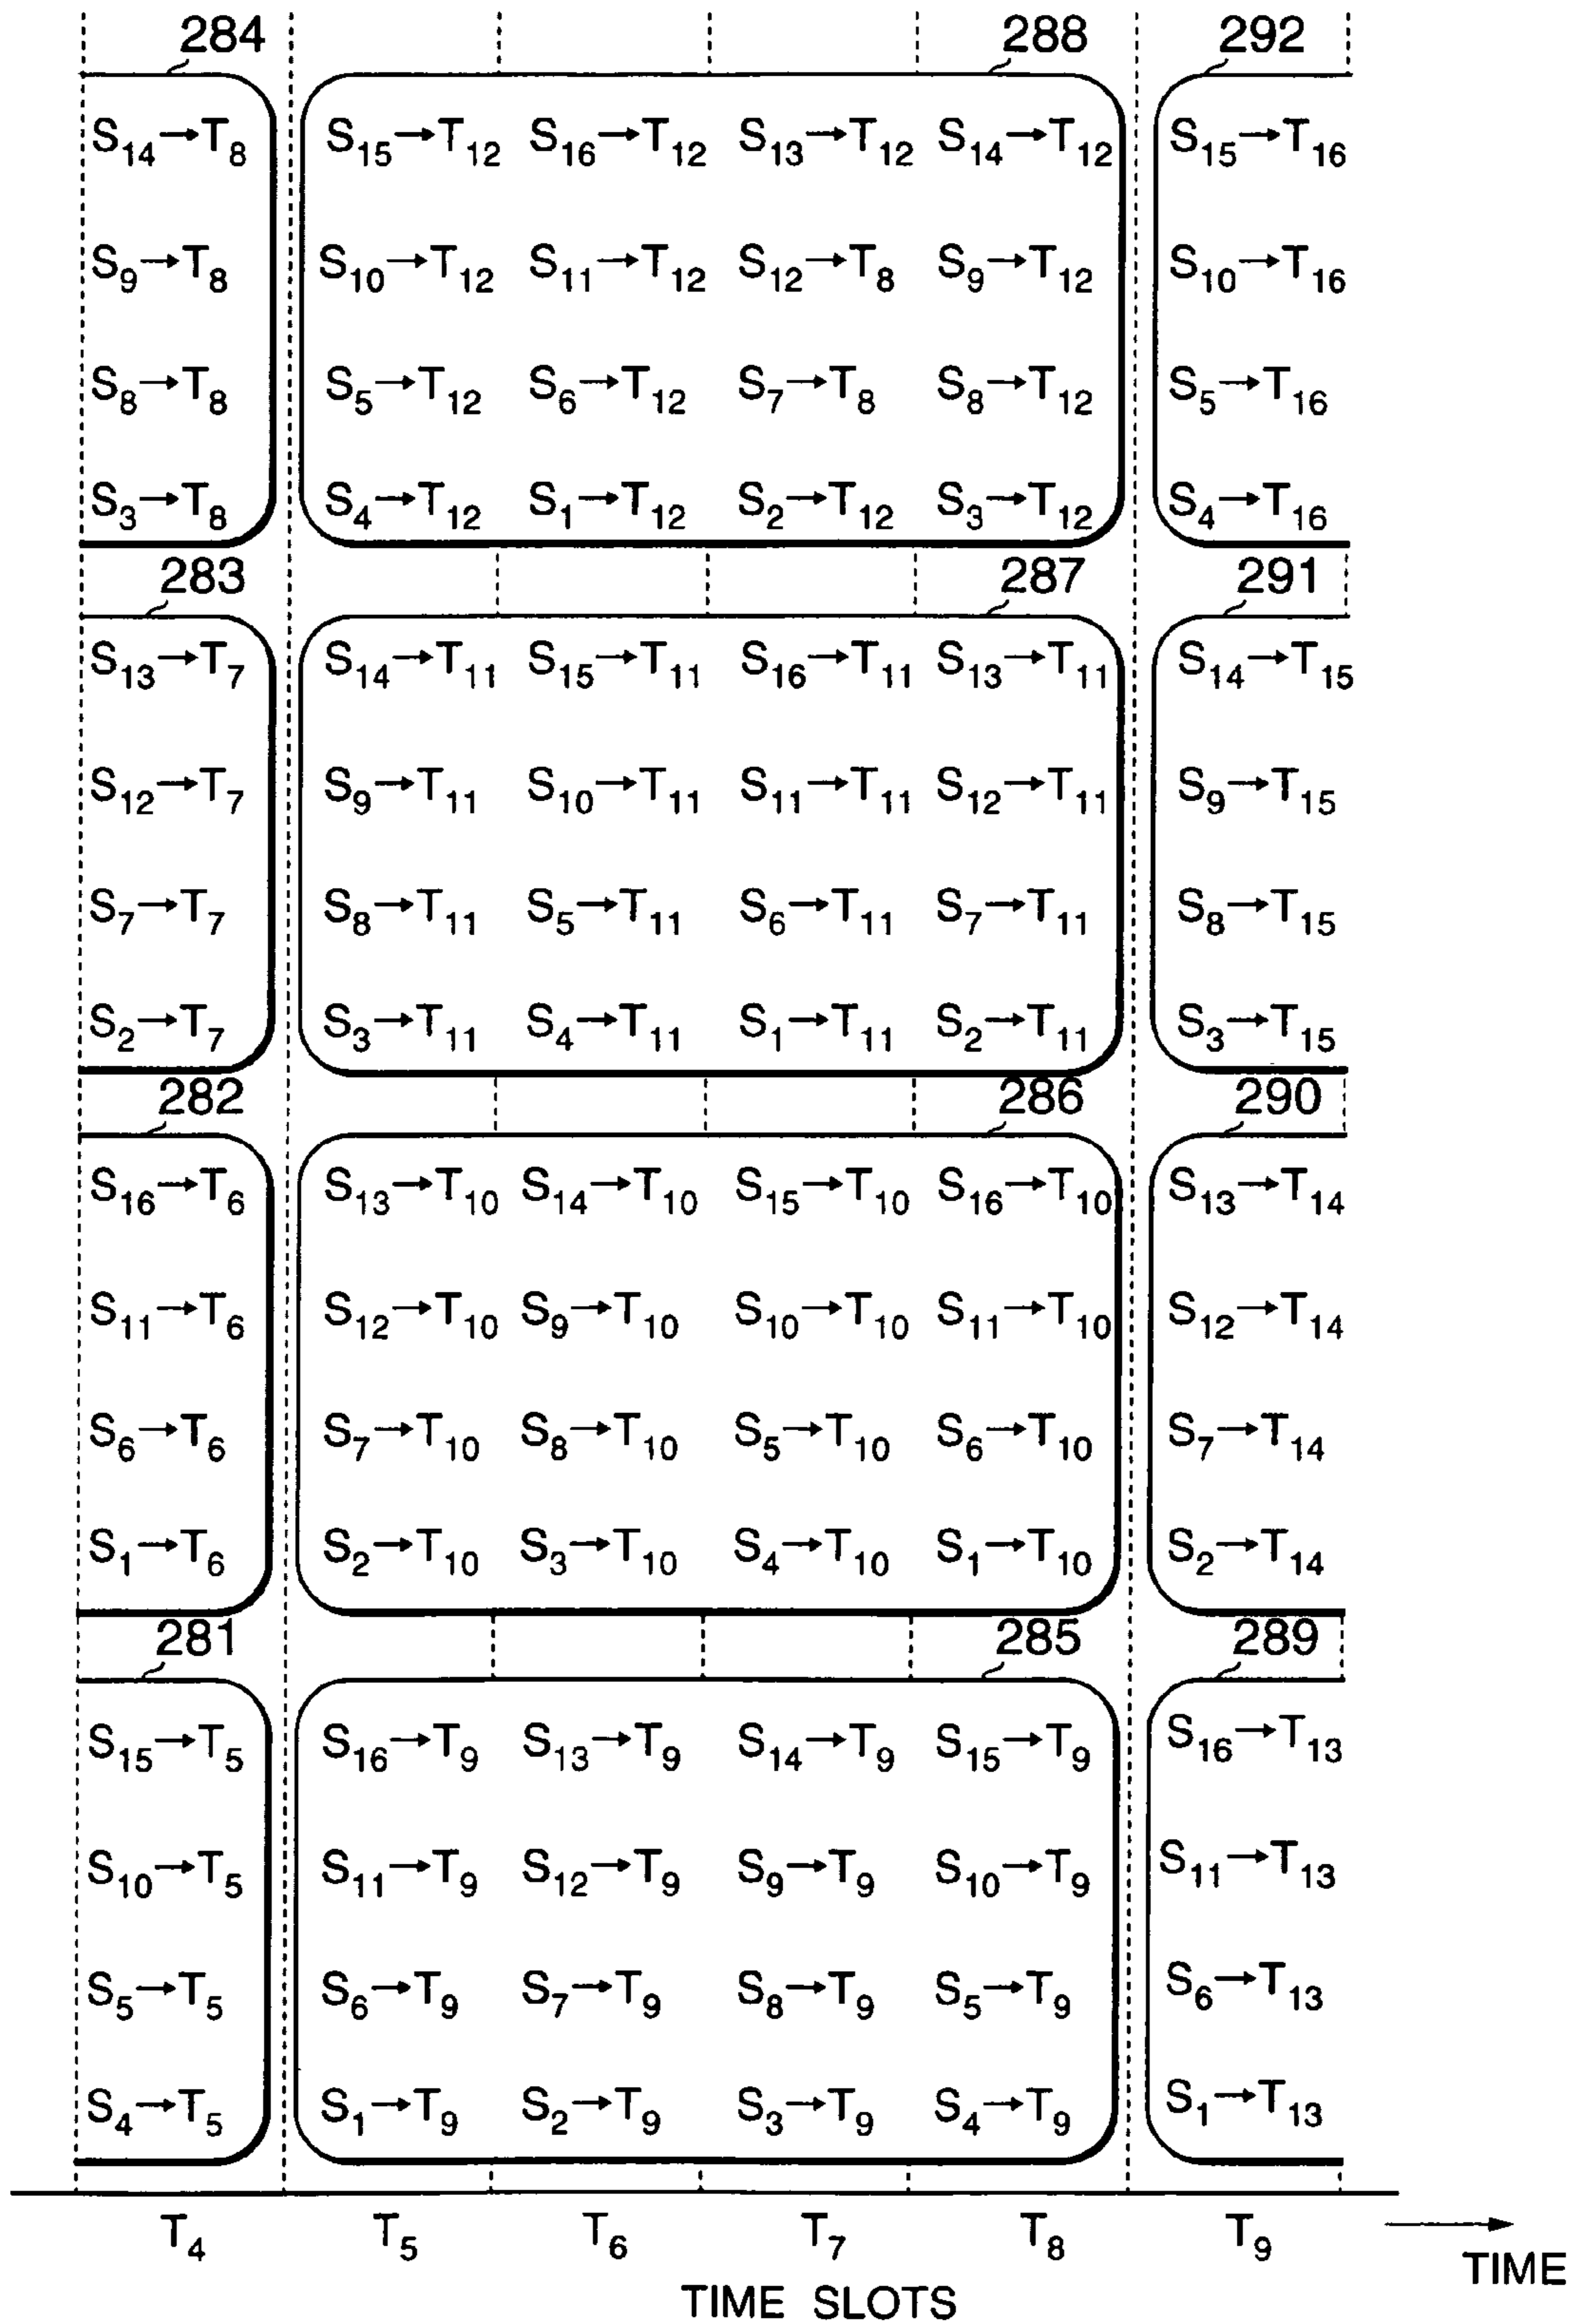 284 288 292
S14→T8 S15→T12 S16→T12 S13→T12 S14→T12 S15→T16
S9→T8 S10→T12 S11→T12 S12→T8 S9→T12 S10→T16
S8→T8 S5→T12 S6→T12 S7→T8 S8→T12 S5→T16
S3→T8 S4→T12 S1→T12 S2→T12 S3→T12 S4→T16
283 287 291
S13→T7 S14→T11 S15→T11 S16→T11 S13→T11 S14→T15
S12→T7 S9→T11 S10→T11 S11→T11 S12→T11 S9→T15
S7→T7 S8→T11 S5→T11 S6→T11 S7→T11 S8→T15
S2→T7 S3→T11 S4→T11 S1→T11 S2→T11 S3→T15
282 286 290
S16→T6 S13→T10 S14→T10 S15→T10 S16→T10 S13→T14
S11→T6 S12→T10 S9→T10 S10→T10 S11→T10 S12→T14
S6→T6 S7→T10 S8→T10 S5→T10 S6→T10 S7→T14
S1→T6 S2→T10 S3→T10 S4→T10 S1→T10 S2→T14
281 285 289
S15→T5 S16→T9 S13→T9 S14→T9 S15→T9 S16→T13
S10→T5 S11→T9 S12→T9 S9→T9 S10→T9 S11→T13
S5→T5 S6→T9 S7→T9 S8→T9 S5→T9 S6→T13
S4→T5 S1→T9 S2→T9 S3→T9 S4→T9 S1→T13
T4 T5 T6 T7 T8 T9
TIME
TIME SLOTS